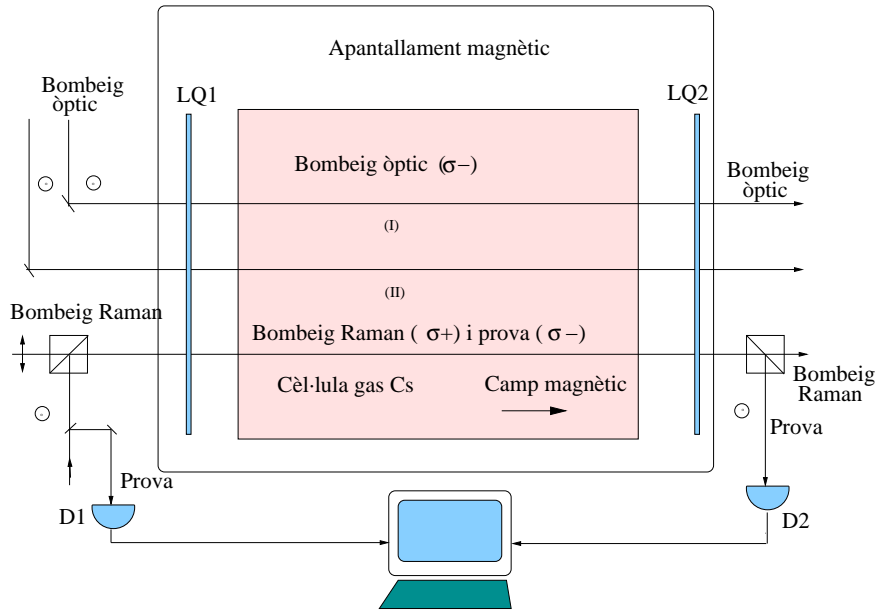 Apantallament magnètic
Bombeig
òptic
LQ1
LQ2
Bombeig òptic (σ−)
Bombeig
òptic
(I)
(II)
Bombeig Raman
Bombeig Raman ( σ+) i prova ( σ−)
Cèl·lula gas Cs
Camp magnètic
Bombeig
Raman
Prova
Prova
D1
D2